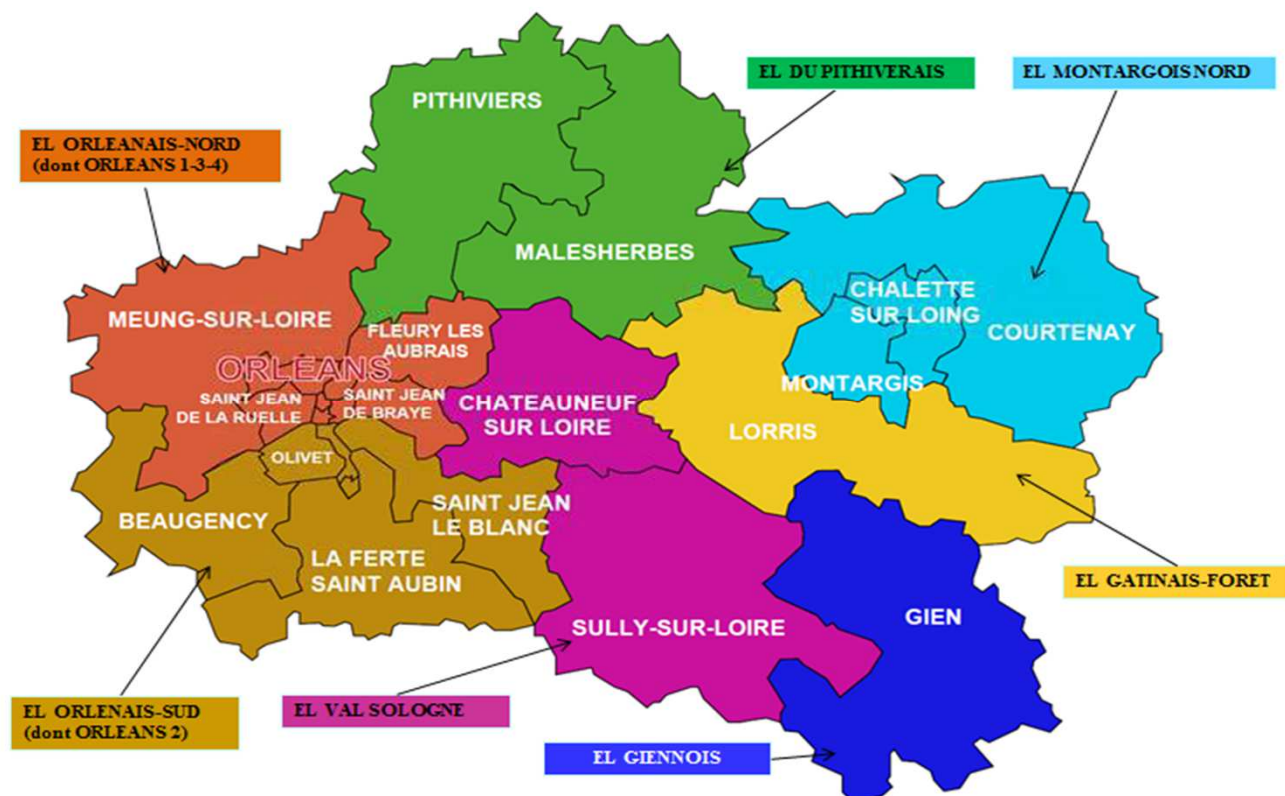 EL DU PITHIVERAIS
EL MONTARGOIS NORD
PITHIVIERS
EL ORLEANAIS-NORD
(dont ORLEANS 1-3-4)
MALESHERBES
CHALETTE
SUR LOING
MEUNG-SUR-LOIRE
FLEURY LES
AUBRAIS
COURTENAY
ORLEANS
MONTARGIS
SAINT JEAN
DE LA RUELLE
SAINT JEAN
DE BRAYE
CHATEAUNEUF
SUR LOIRE
LORRIS
OLIVET
SAINT JEAN
LE BLANC
BEAUGENCY
LA FERTE
SAINT AUBIN
EL GATINAIS-FORET
GIEN
SULLY-SUR-LOIRE
EL ORLENAIS-SUD
(dont ORLEANS 2)
EL VAL SOLOGNE
EL GIENNOIS